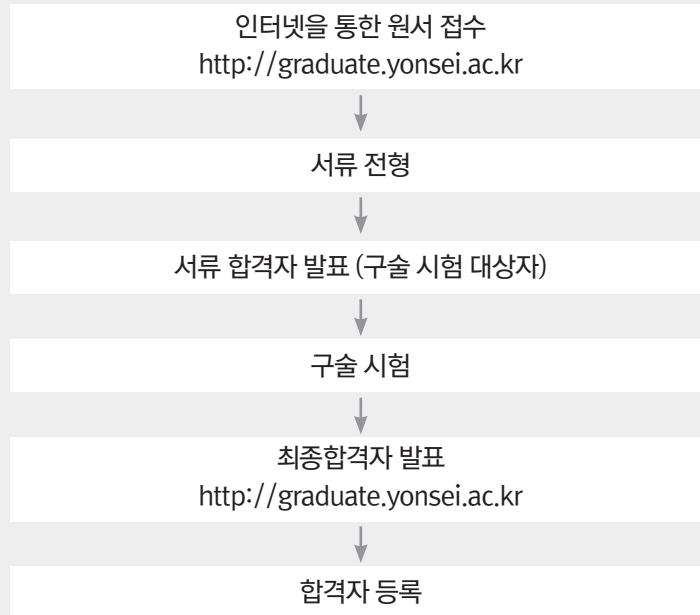 인터넷을 통한 원서 접수
http://graduate.yonsei.ac.kr
서류 전형
서류 합격자 발표 (구술 시험 대상자)
구술 시험
최종합격자 발표
http://graduate.yonsei.ac.kr
합격자 등록